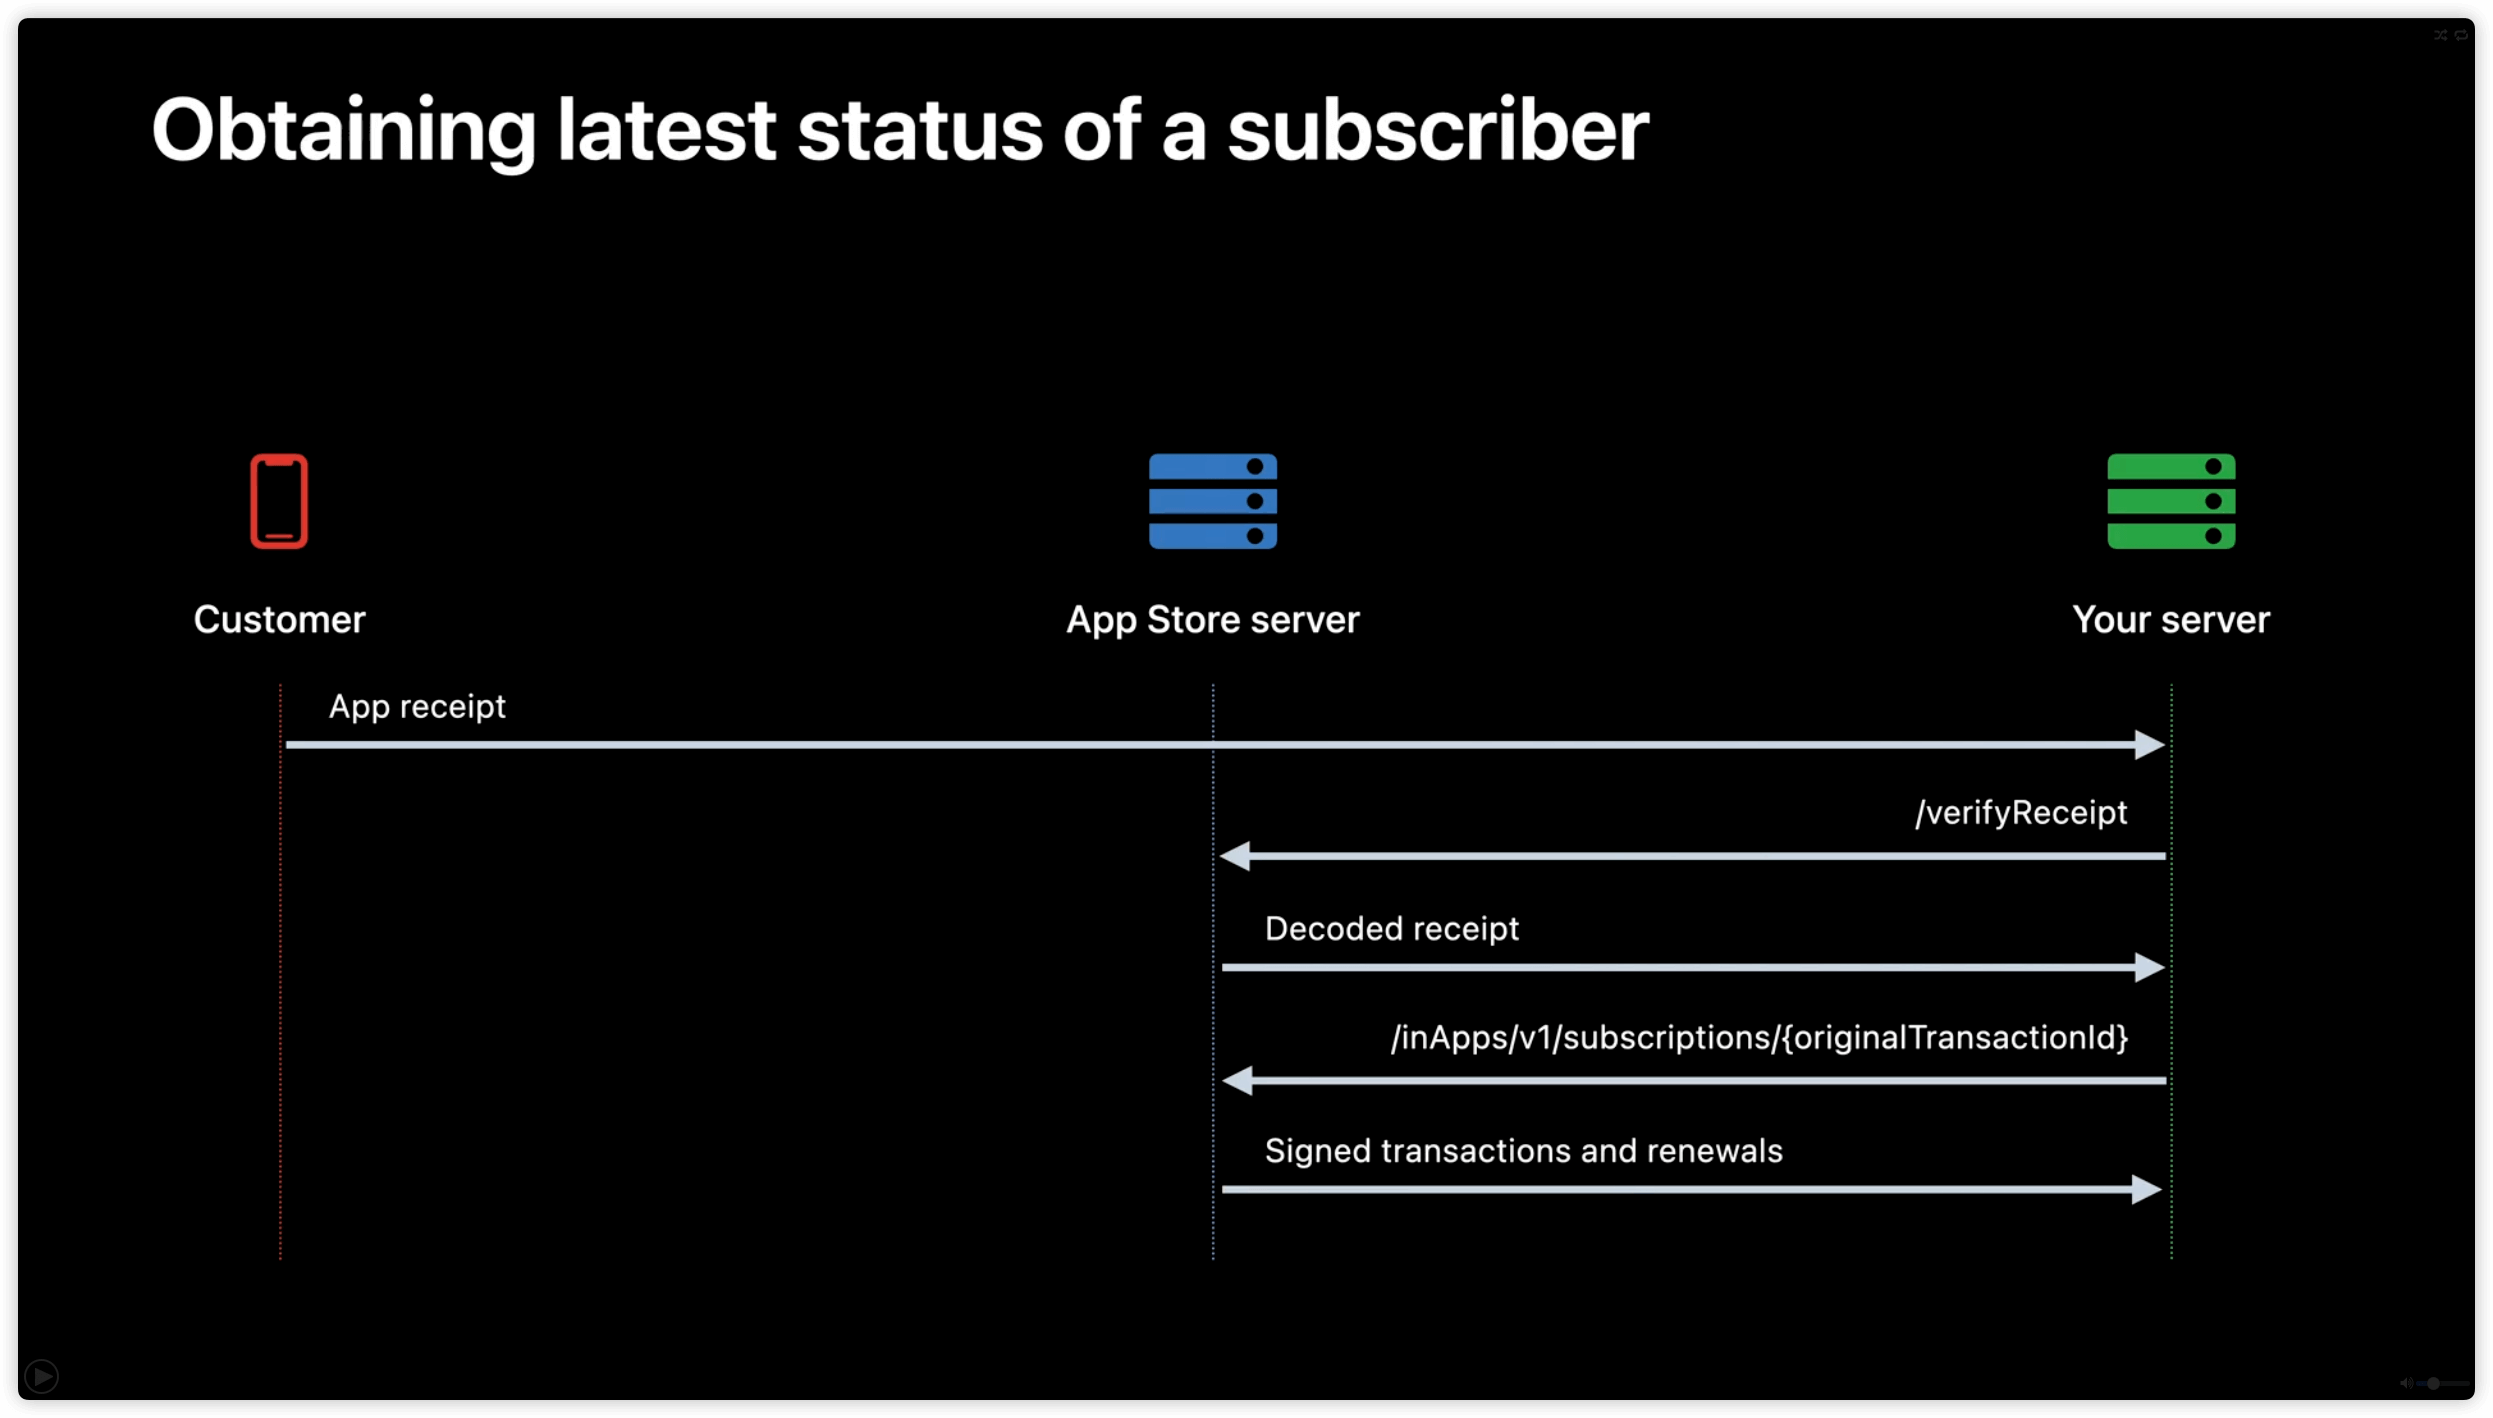 Obtaining latest status of a subscriber
Customer
App Store server
Your server
App receipt
/verifyReceipt
Decoded receipt
/inApps/v1/subscriptions/{originalTransactionId}
Signed transactions and renewals